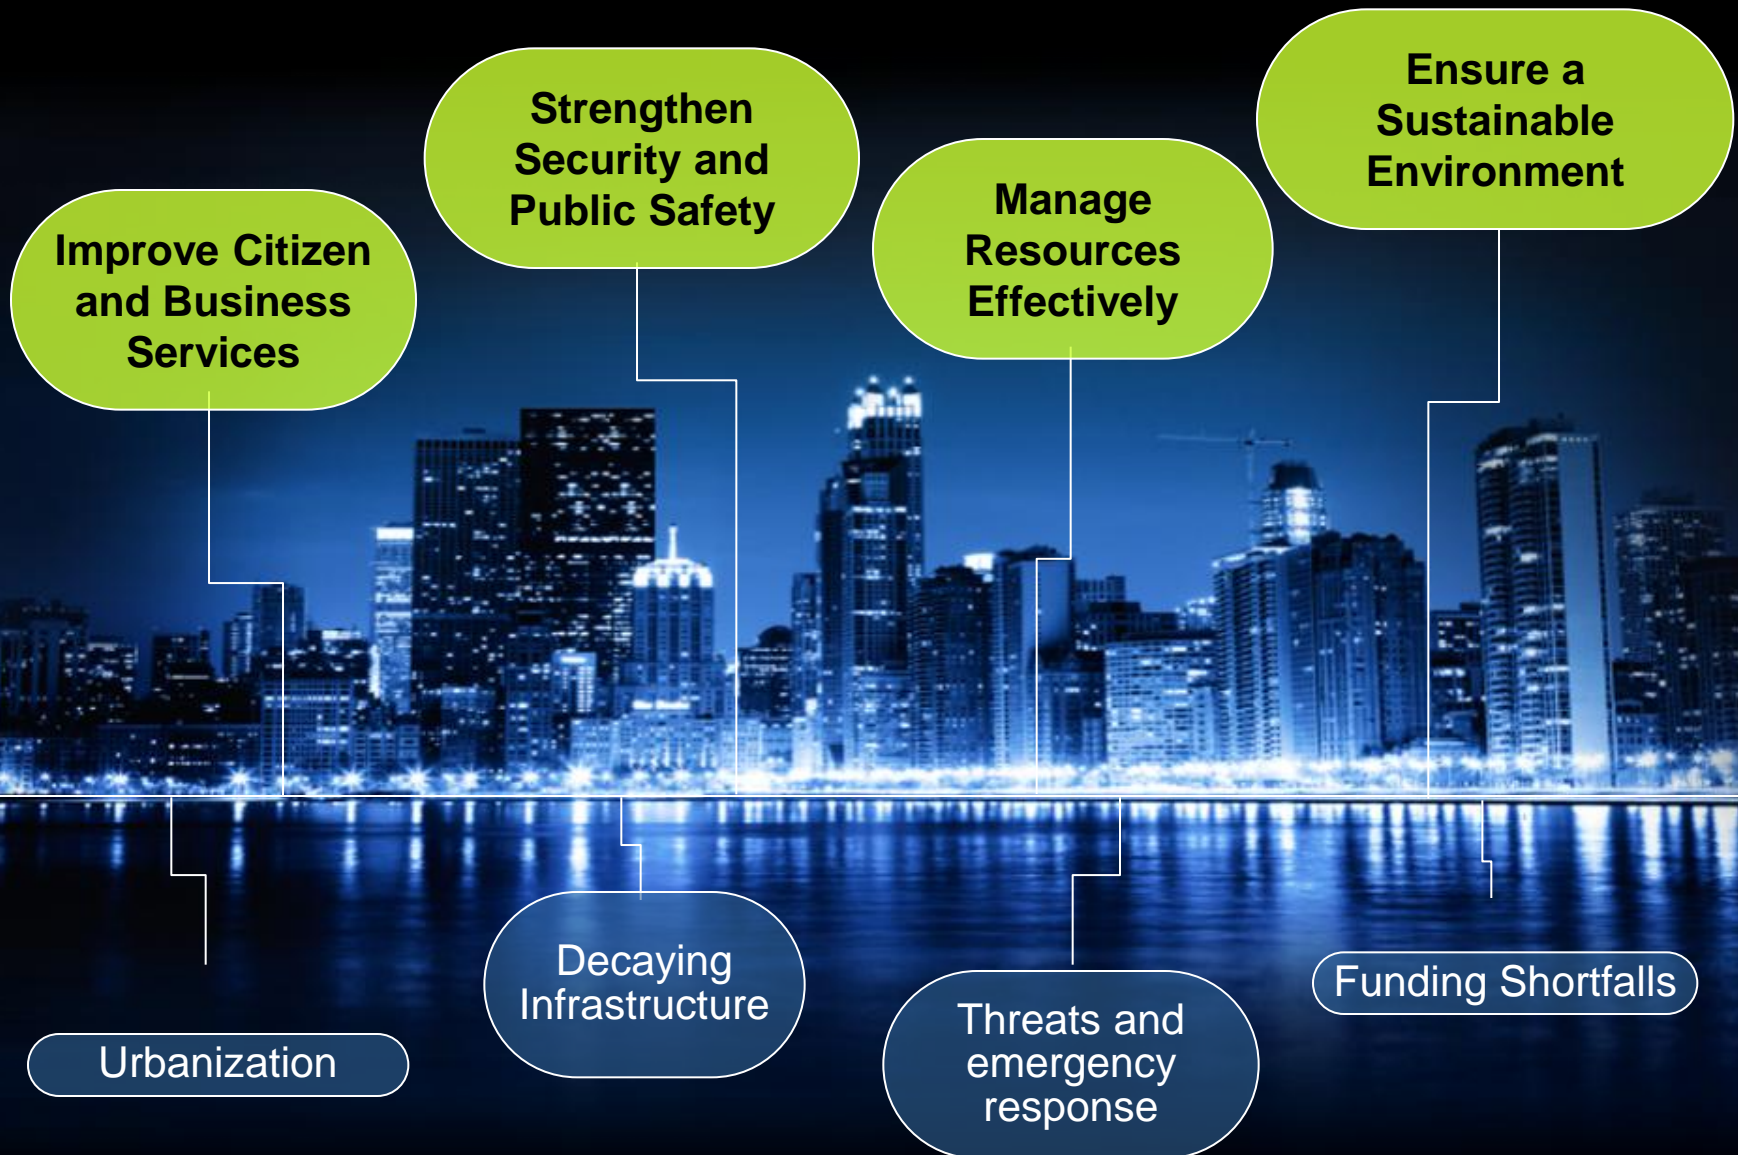 Improve Citizen
and Business
Services
Strengthen
Security and
Public Safety
Manage
Resources
Effectively
Ensure a
Sustainable
Environment
Urbanization
Decaying
Infrastructure
Threats and
emergency
response
Funding Shortfalls